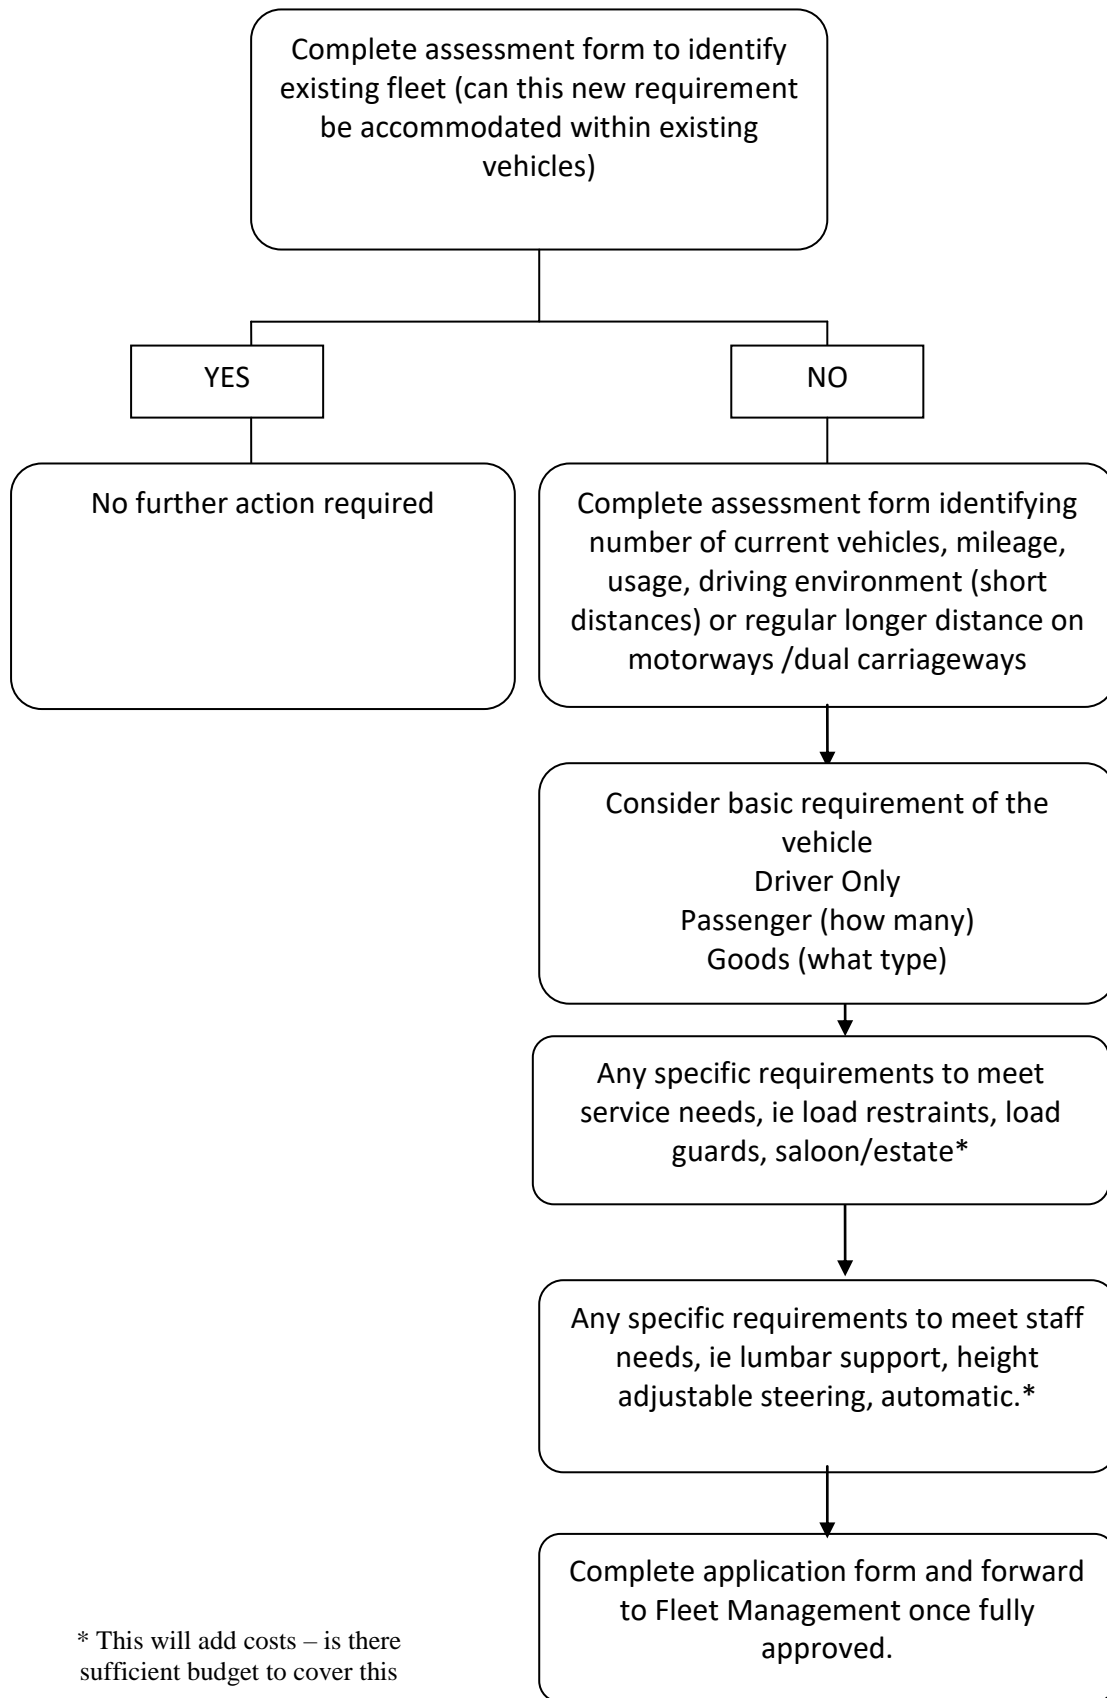 Complete assessment form to identify
existing fleet (can this new requirement
be accommodated within existing
vehicles)
YES
NO
No further action required
Complete assessment form identifying
number of current vehicles, mileage,
usage, driving environment (short
distances) or regular longer distance on
motorways /dual carriageways
Consider basic requirement of the
vehicle
Driver Only
Passenger (how many)
Goods (what type)
Any specific requirements to meet
service needs, ie load restraints, load
guards, saloon/estate*
Any specific requirements to meet staff
needs, ie lumbar support, height
adjustable steering, automatic.*
Complete application form and forward
to Fleet Management once fully
approved.
* This will add costs – is there
sufficient budget to cover this